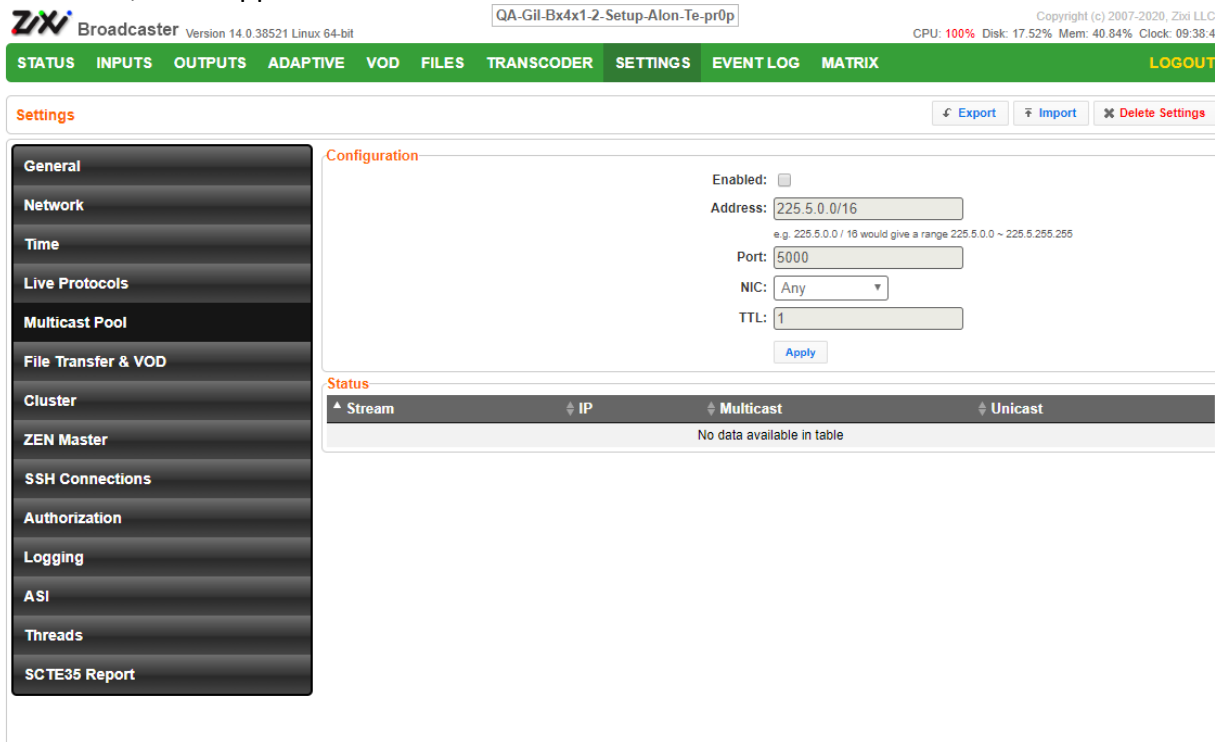 ZiXi Broadcaster Version 14.0.38521 Linux 64-bit
QA-Gil-Bx4x1-2-Setup-Alon-Te-pr0p
Copyright (c) 2007-2020, Zixi LLC
CPU: 100% Disk: 17.52% Mem: 40.84% Clock: 09:38:4
STATUS INPUTS OUTPUTS ADAPTIVE VOD FILES TRANSCODER SETTINGS EVENT LOG MATRIX LOGOUT
Settings
Export Import Delete Settings
General
Network
Time
Live Protocols
Multicast Pool
File Transfer & VOD
Cluster
ZEN Master
SSH Connections
Authorization
Logging
ASI
Threads
SCTE35 Report
Configuration
Enabled:
Address: 225.5.0.0/16
e.g. 225.5.0.0 / 16 would give a range 225.5.0.0 ~ 225.5.255.255
Port: 5000
NIC: Any
TTL: 1
Apply
Status
Stream IP Multicast Unicast
No data available in table